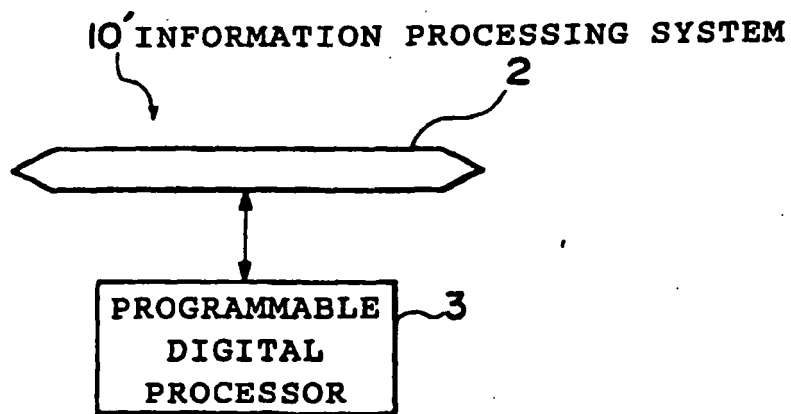 10' INFORMATION PROCESSING SYSTEM
2
PROGRAMMABLE
3
DIGITAL
PROCESSOR